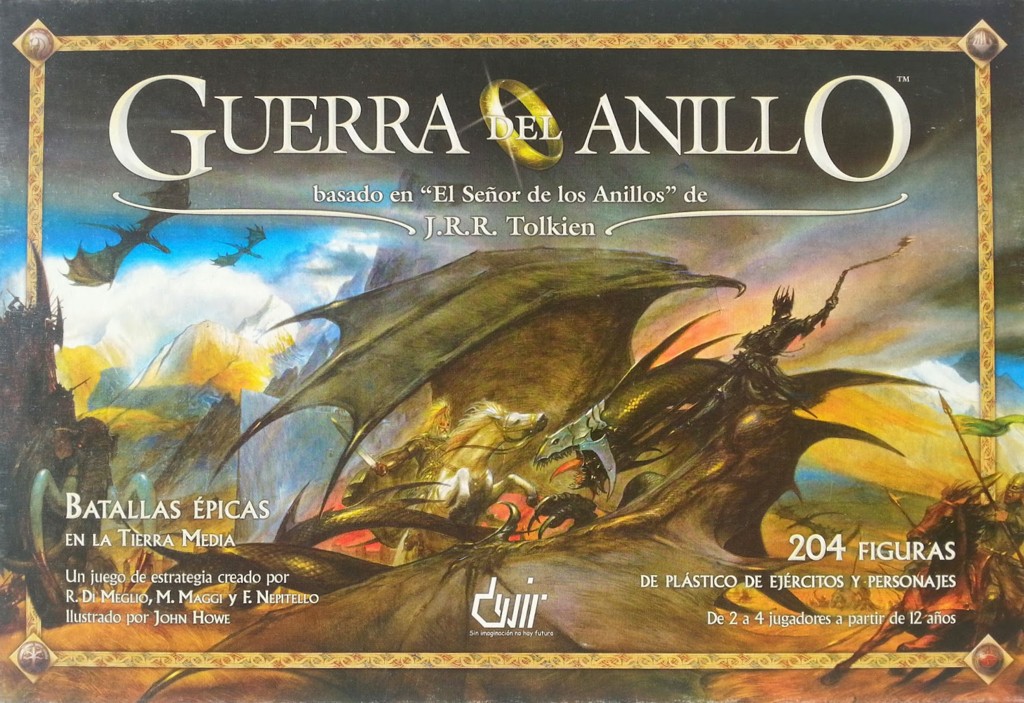 GUERRA DEL ANILLO™
basado en “El Señor de los Anillos” de
J.R.R. Tolkien
BATALLAS ÉPICAS
EN LA TIERRA MEDIA
Un juego de estrategia creado por
R. DI MEGLIO, M. MAGGI Y F. NEPITELLO
Ilustrado por JOHN HOWE
devir
Sin imaginación no hay futuro
204 FIGURAS
DE PLÁSTICO DE EJÉRCITOS Y PERSONAJES
De 2 a 4 jugadores a partir de 12 años